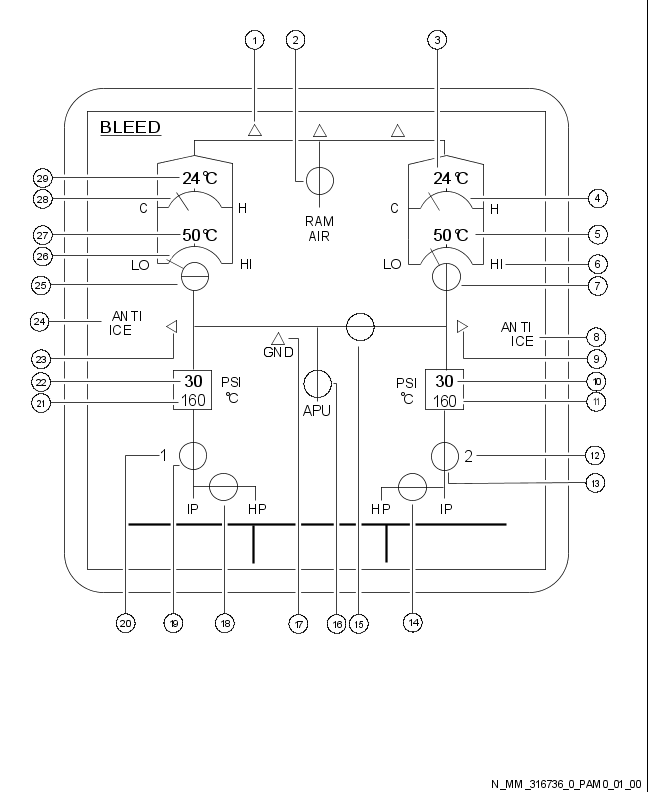 1 2 3
BLEED
29 24°C 24°C
28 C H C H 4
RAM
AIR
27 50°C 50°C 5
26 LO HI LO HI 6
25 7
24 ANTI
ICE
ANTI
ICE 8
23 GND 9
22 30 PSI PSI 30 10
21 160 °C °C 160 11
APU
20 1 2 12
13
IP HP HP IP
20 19 18 17 16 15 14
N_MM_316736_0_PAM0_01_00